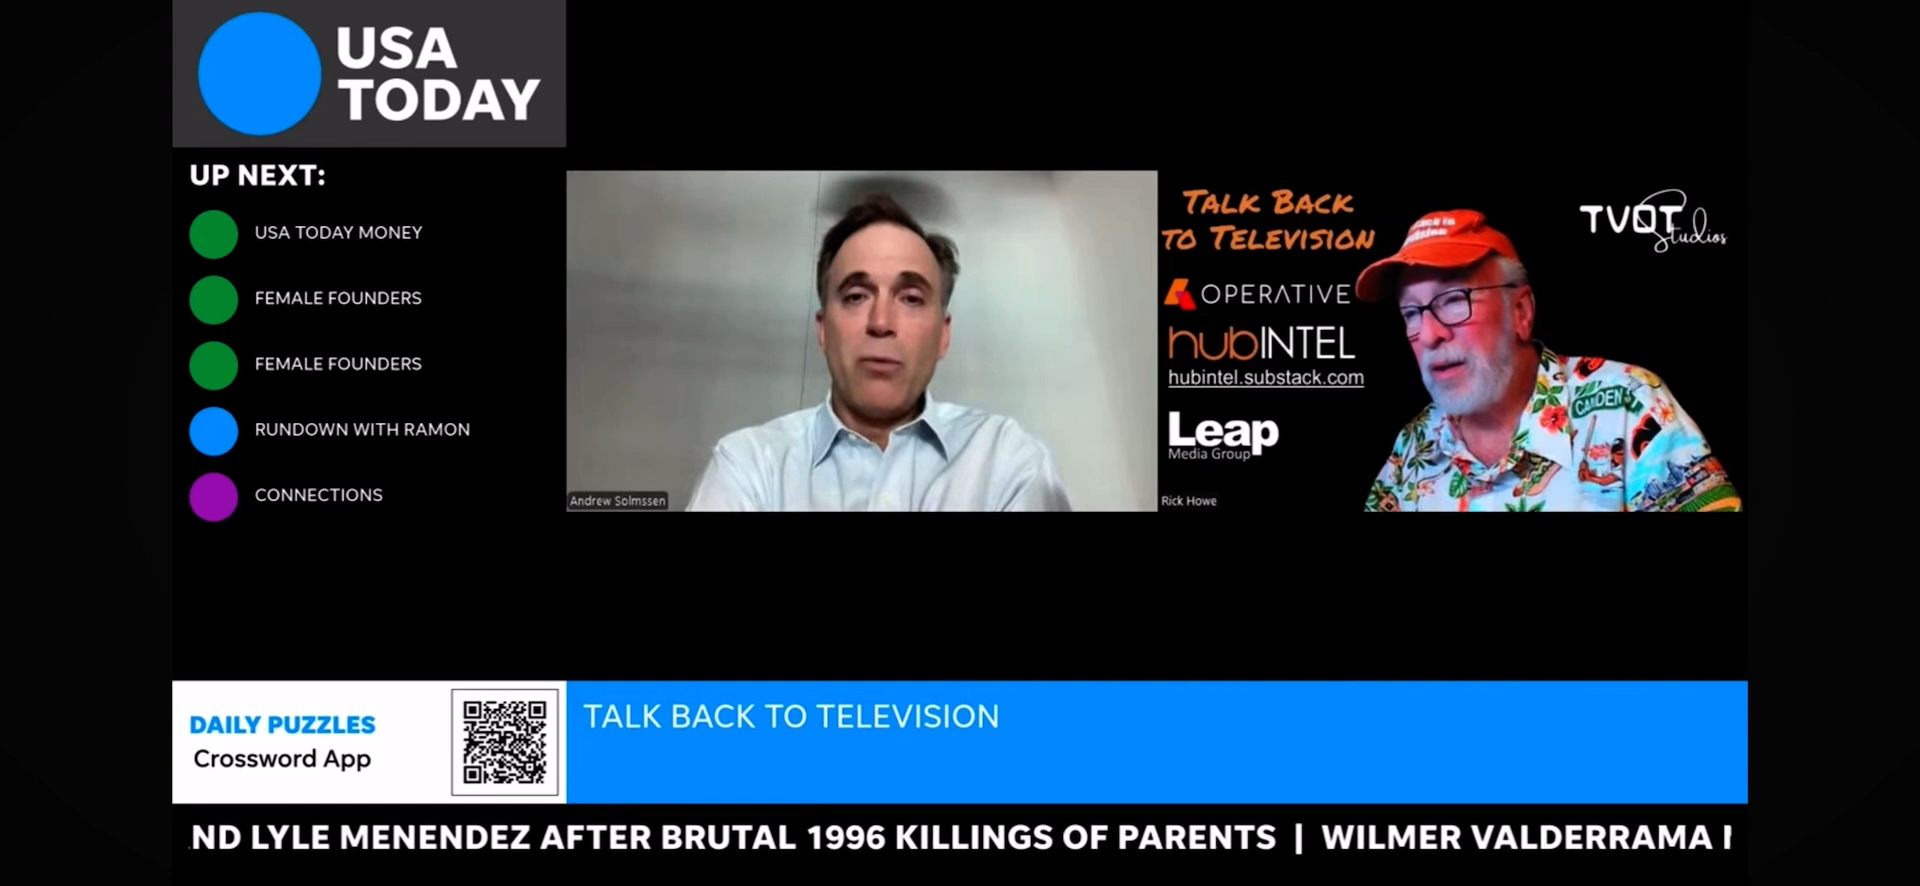 USA
TODAY
UP NEXT:
USA TODAY MONEY
FEMALE FOUNDERS
FEMALE FOUNDERS
RUNDOWN WITH RAMON
CONNECTIONS
Andrew Solmssen
TALK BACK
TO TELEVISION
OPERATIVE
hubINTEL
hubintel.substack.com
Leap
Media Group
Rick Howe
TVOT
Studios
CAMDEN ST
DAILY PUZZLES
Crossword App
TALK BACK TO TELEVISION
ND LYLE MENENDEZ AFTER BRUTAL 1996 KILLINGS OF PARENTS | WILMER VALDERRAMA